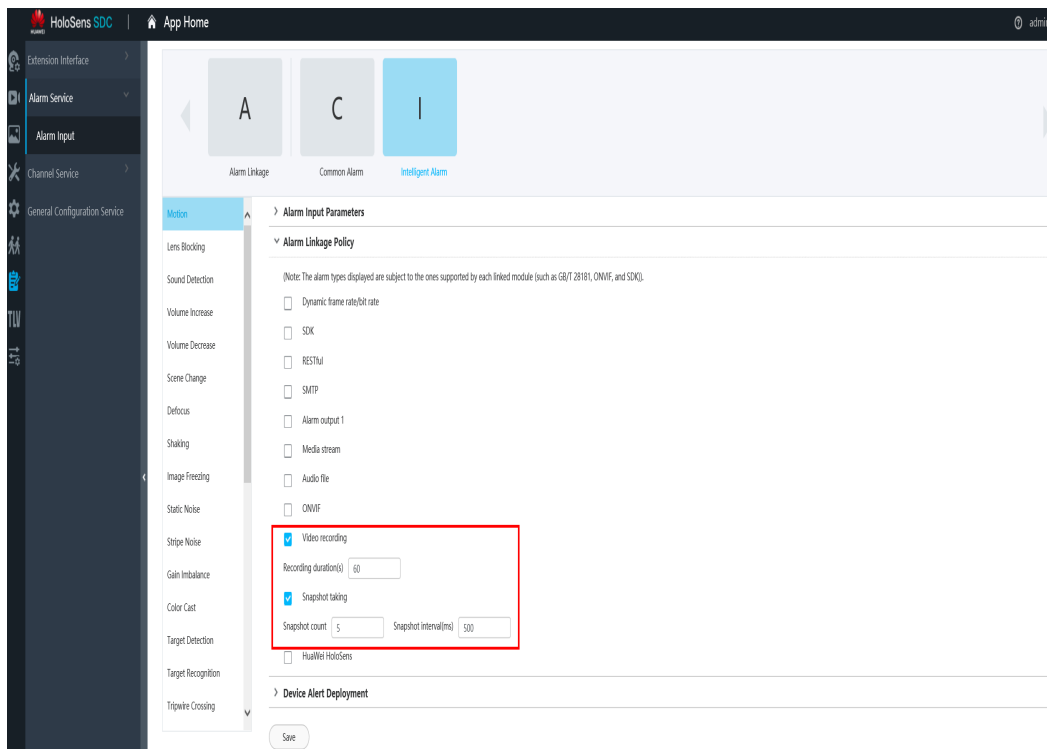 HUAWEI HoloSens SDC | App Home admin
Extension Interface
Alarm Service
Alarm Input
Channel Service
General Configuration Service
TLV
A C I
Alarm Linkage Common Alarm Intelligent Alarm
Motion
Lens Blocking
Sound Detection
Volume Increase
Volume Decrease
Scene Change
Defocus
Shaking
Image Freezing
Static Noise
Stripe Noise
Gain Imbalance
Color Cast
Target Detection
Target Recognition
Tripwire Crossing
Alarm Input Parameters
Alarm Linkage Policy
(Note: The alarm types displayed are subject to the ones supported by each linked module (such as GB/T 28181, ONVIF, and SDK)).
Dynamic frame rate/bit rate
SDK
RESTful
SMTP
Alarm output 1
Media stream
Audio file
ONVIF
Video recording
Recording duration(s) 60
Snapshot taking
Snapshot count 5 Snapshot interval(ms) 500
HuaWei HoloSens
Device Alert Deployment
Save